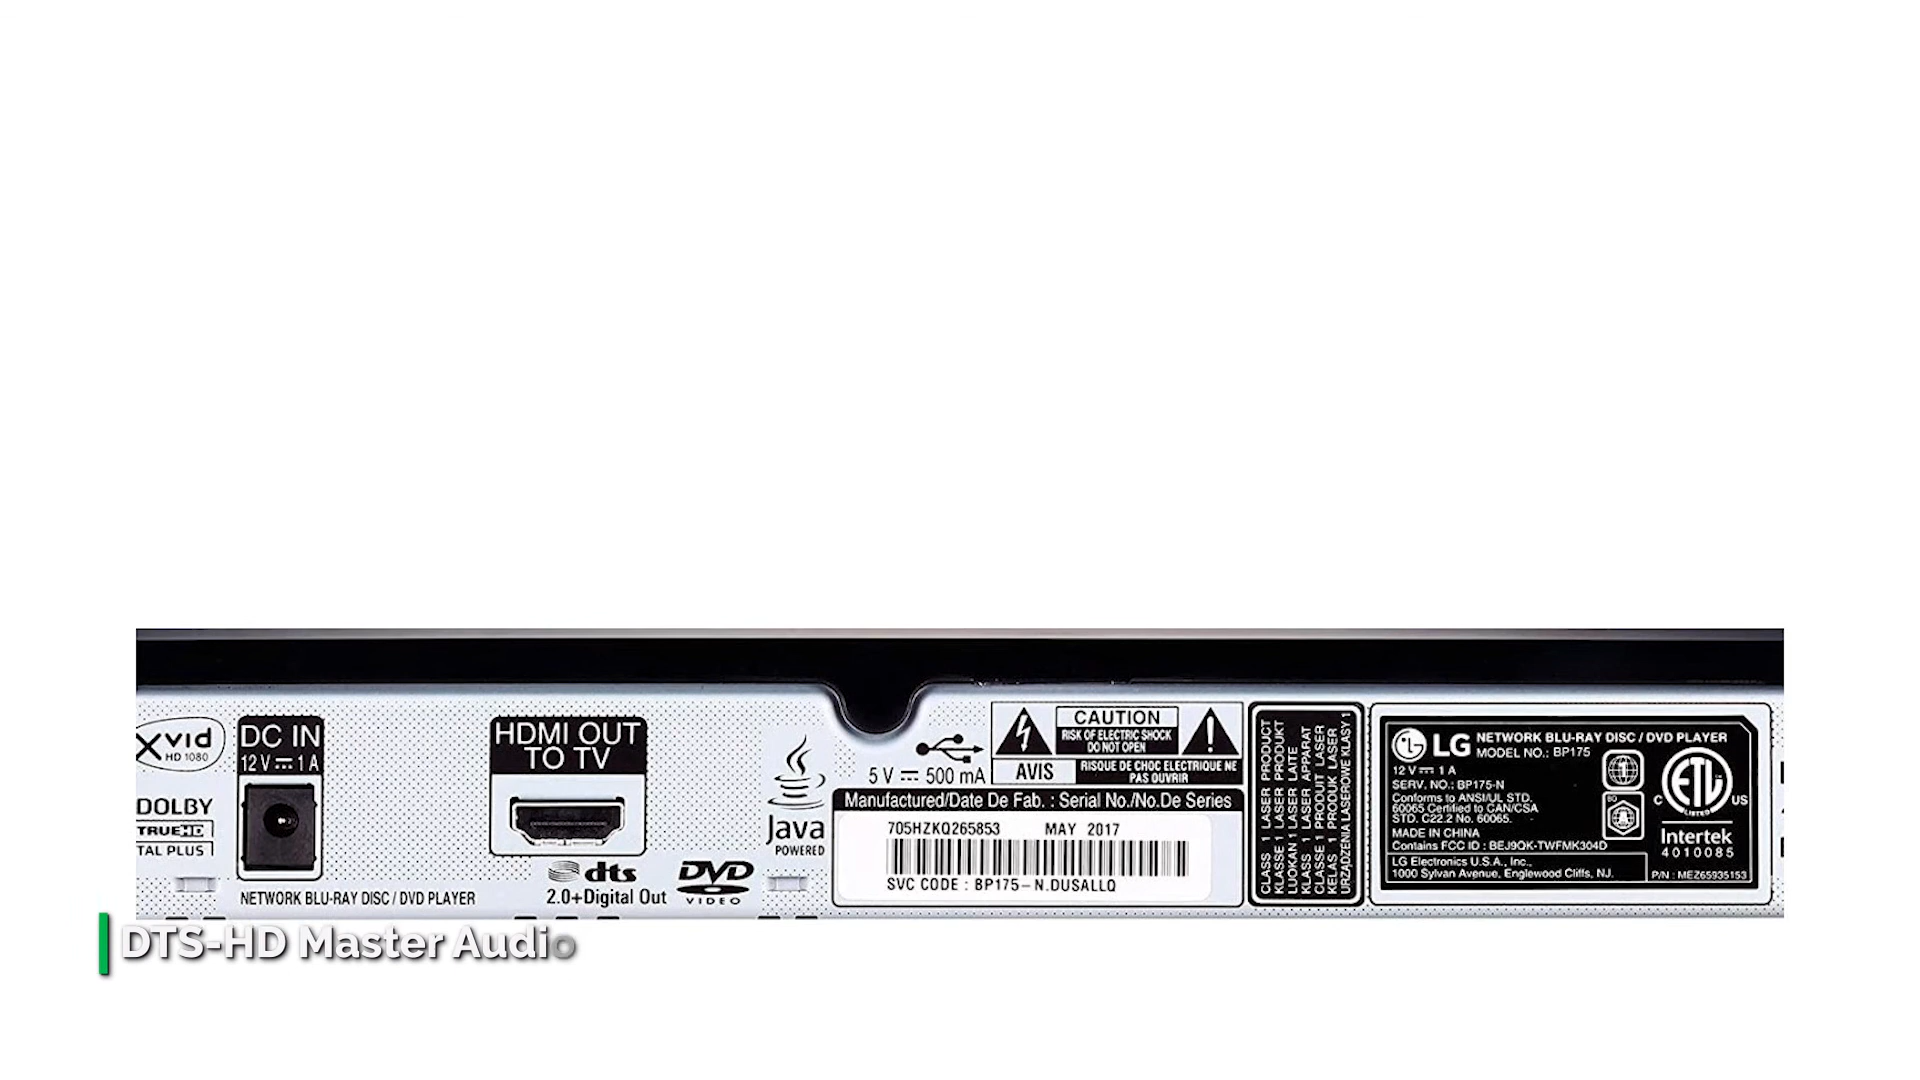 Xvid
HD 1080
DOLBY
TRUEHD
TAL PLUS
DC IN
12 V 1 A
NETWORK BLU-RAY DISC / DVD PLAYER
HDMI OUT
TO TV
dts
2.0+Digital Out
DVD
VIDEO
Java
POWERED
5 V 500 mA
CAUTION
RISK OF ELECTRIC SHOCK
DO NOT OPEN
AVIS
RISQUE DE CHOC ELECTRIQUE NE
PAS OUVRIR
Manufactured/Date De Fab. : Serial No./No.De Series
705HZKQ265853 MAY 2017
SVC CODE : BP175-N.DUSALLQ
CLASS 1 LASER PRODUCT
KLASSE 1 LASER PRODUKT
LUOKAN 1 LASER LAITE
KLASS 1 LASER APPARAT
CLASSE 1 PRODUIT LASER
KELAS 1 PRODUK LASER
URZĄDZENIA LASEROWE KLASY 1
LG NETWORK BLU-RAY DISC / DVD PLAYER
MODEL NO.: BP175
12 V 1 A
SERV. NO.: BP175-N
Conforms to ANSI/UL STD.
60065 Certified to CAN/CSA
STD. C22.2 No. 60065.
MADE IN CHINA
Contains FCC ID : BEJ9QK-TWFMK304D
LG Electronics U.S.A., Inc.,
1000 Sylvan Avenue, Englewood Cliffs, NJ.
P/N : MEZ65935153
C ETL US
LISTED
Intertek
4010085
DTS-HD Master Audio